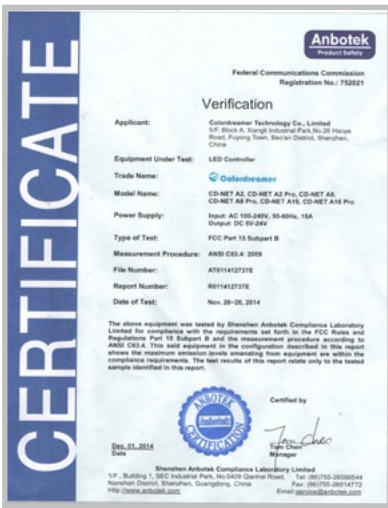 CERTIFICATE
Anbotek
Product Safety
Federal Communications Commission
Registration No.: 752021
Verification
Applicant: Colordreamer Technology Co., Limited
5/F, Block A, Xiangli Industrial Park,No.26 Haoye
Road, Fuyong Town, Bao'an District, Shenzhen,
China
Equipment Under Test: LED Controller
Trade Name: Colordreamer
Model Name: CD-NET A2, CD-NET A2 Pro, CD-NET A8,
CD-NET A8 Pro, CD-NET A16, CD-NET A16 Pro
Power Supply: Input: AC 100-240V, 50-60Hz, 15A
Output: DC 5V-24V
Type of Test: FCC Part 15 Subpart B
Measurement Procedure: ANSI C63.4: 2009
File Number: AT011412737E
Report Number: R011412737E
Date of Test: Nov. 26~28, 2014
The above equipment was tested by Shenzhen Anbotek Compliance Laboratory
Limited for compliance with the requirements set forth in the FCC Rules and
Regulations Part 15 Subpart B and the measurement procedure according to
ANSI C63.4. This said equipment in the configuration described in this report
shows the maximum emission levels emanating from equipment are within the
compliance requirements. The test results of this report relate only to the tested
sample identified in this report.
ANBOTEK
Anbotek
CERTIFICATION
Certified by
Tom Chen
Dec. 01, 2014
Date
Tom Chen
Manager
Shenzhen Anbotek Compliance Laboratory Limited
1/F., Building 1, SEC Industrial Park, No.0409 Qianhai Road, Tel: (86)755-26066544
Nanshan District, Shenzhen, Guangdong, China Fax: (86)755-26014772
Http://www.anbotek.com Email:service@anbotek.com